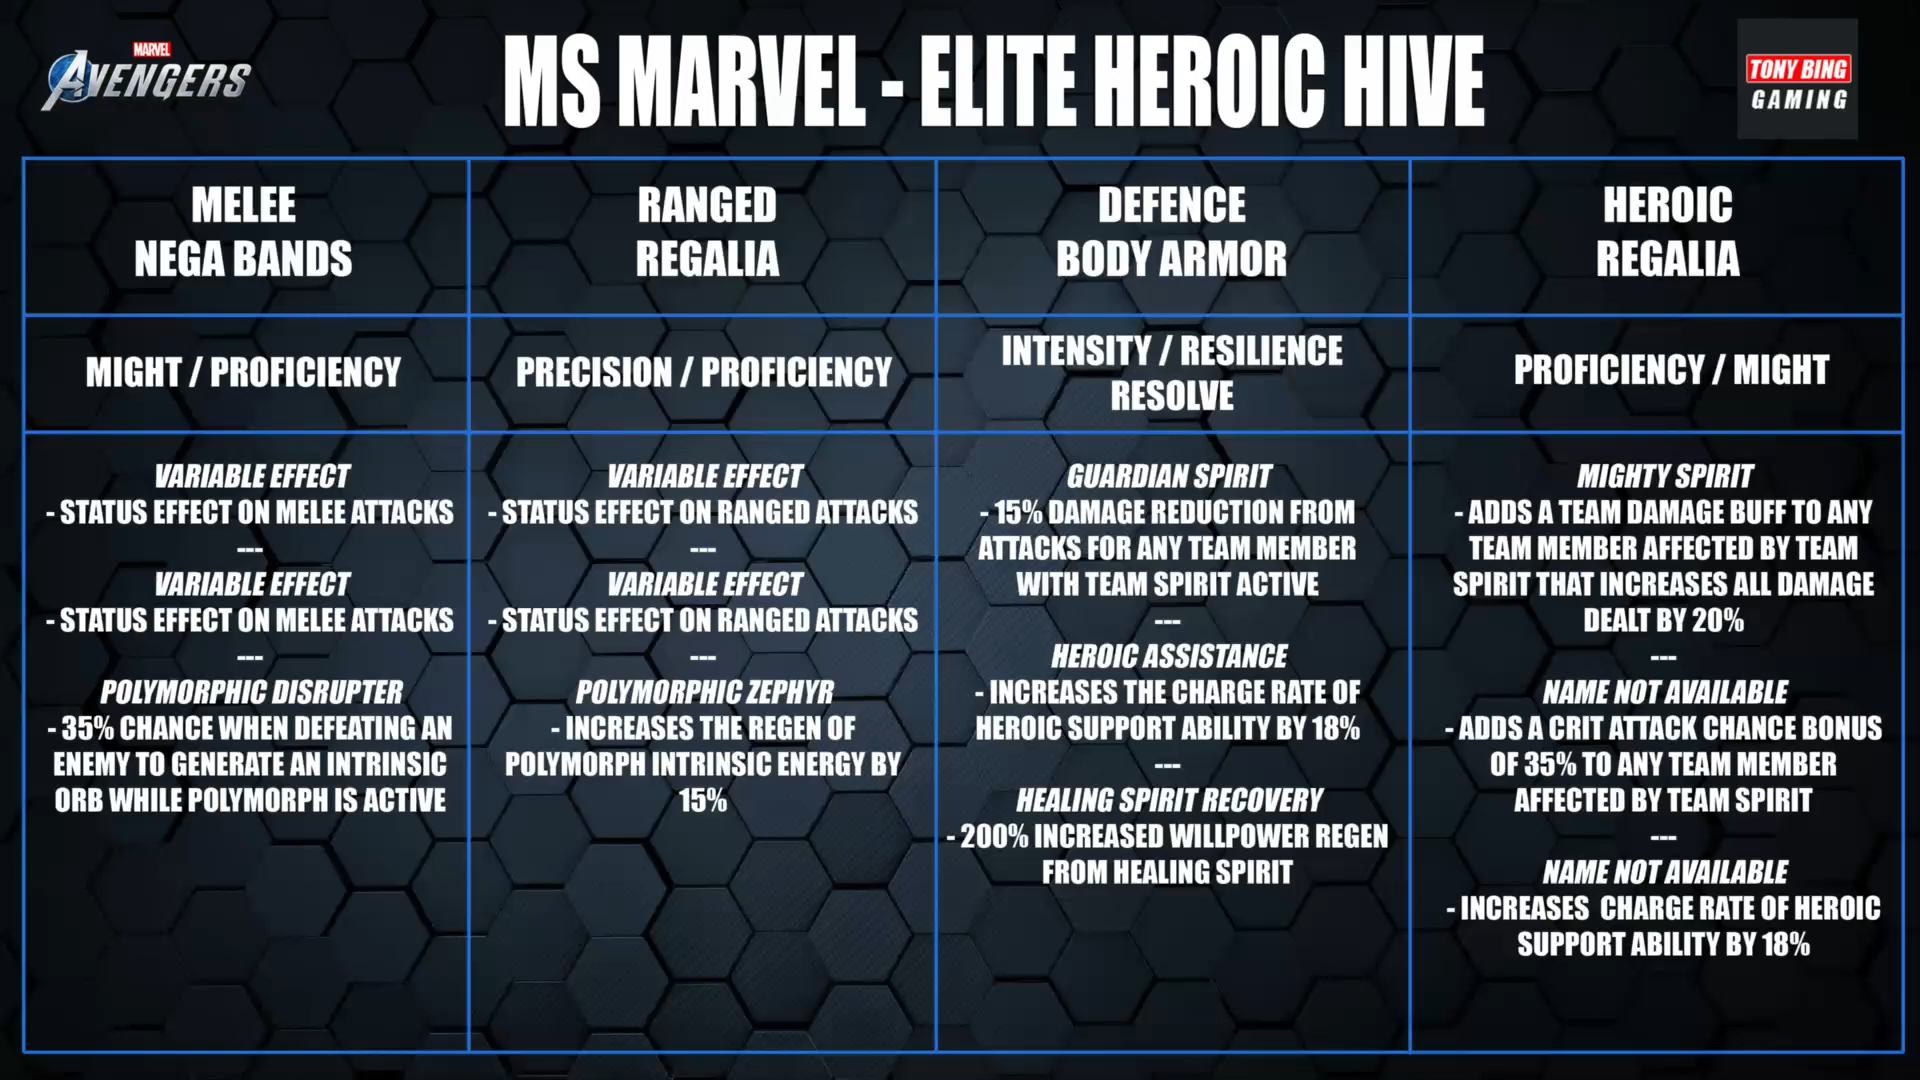 MARVEL
AVENGERS
MS MARVEL - ELITE HEROIC HIVE
TONY BING
GAMING
MELEE
NEGA BANDS
RANGED
REGALIA
DEFENCE
BODY ARMOR
HEROIC
REGALIA
MIGHT / PROFICIENCY
PRECISION / PROFICIENCY
INTENSITY / RESILIENCE
RESOLVE
PROFICIENCY / MIGHT
VARIABLE EFFECT
- STATUS EFFECT ON MELEE ATTACKS
---
VARIABLE EFFECT
- STATUS EFFECT ON MELEE ATTACKS
---
POLYMORPHIC DISRUPTER
- 35% CHANCE WHEN DEFEATING AN
ENEMY TO GENERATE AN INTRINSIC
ORB WHILE POLYMORPH IS ACTIVE
VARIABLE EFFECT
- STATUS EFFECT ON RANGED ATTACKS
---
VARIABLE EFFECT
- STATUS EFFECT ON RANGED ATTACKS
---
POLYMORPHIC ZEPHYR
- INCREASES THE REGEN OF
POLYMORPH INTRINSIC ENERGY BY
15%
GUARDIAN SPIRIT
- 15% DAMAGE REDUCTION FROM
ATTACKS FOR ANY TEAM MEMBER
WITH TEAM SPIRIT ACTIVE
---
HEROIC ASSISTANCE
- INCREASES THE CHARGE RATE OF
HEROIC SUPPORT ABILITY BY 18%
---
HEALING SPIRIT RECOVERY
- 200% INCREASED WILLPOWER REGEN
FROM HEALING SPIRIT
MIGHTY SPIRIT
- ADDS A TEAM DAMAGE BUFF TO ANY
TEAM MEMBER AFFECTED BY TEAM
SPIRIT THAT INCREASES ALL DAMAGE
DEALT BY 20%
---
NAME NOT AVAILABLE
- ADDS A CRIT ATTACK CHANCE BONUS
OF 35% TO ANY TEAM MEMBER
AFFECTED BY TEAM SPIRIT
---
NAME NOT AVAILABLE
- INCREASES CHARGE RATE OF HEROIC
SUPPORT ABILITY BY 18%